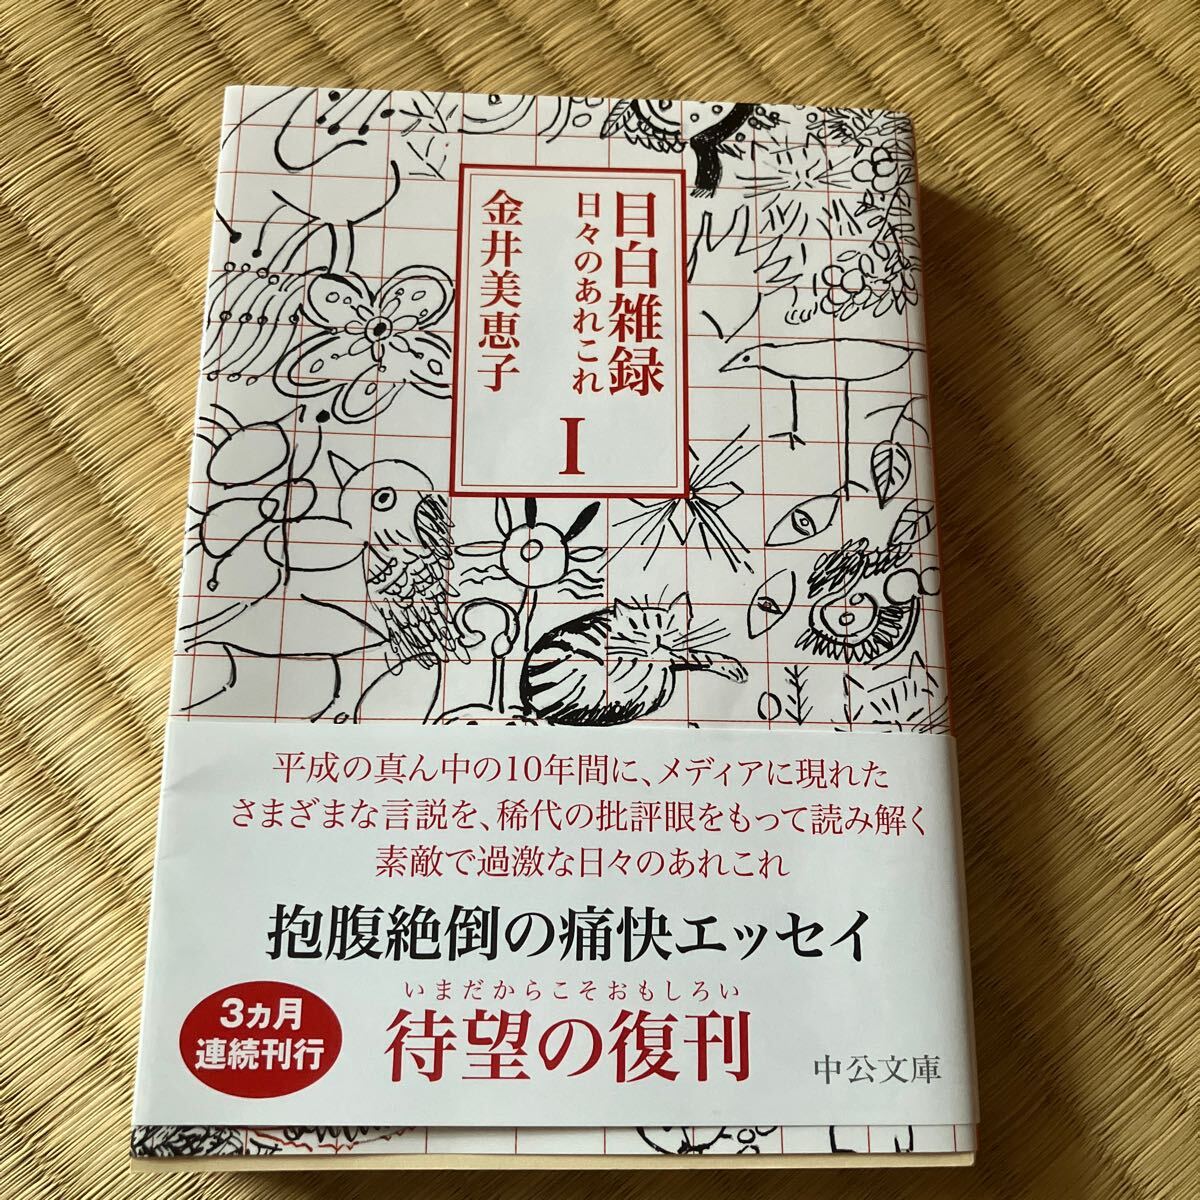 目白雑録
日々のあれこれ
I
金井美恵子
平成の真ん中の10年間に、メディアに現れた
さまざまな言説を、稀代の批評眼をもって読み解く
素敵で過激な日々のあれこれ
抱腹絶倒の痛快エッセイ
いまだからこそおもしろい
待望の復刊
3ヵ月
連続刊行
中公文庫